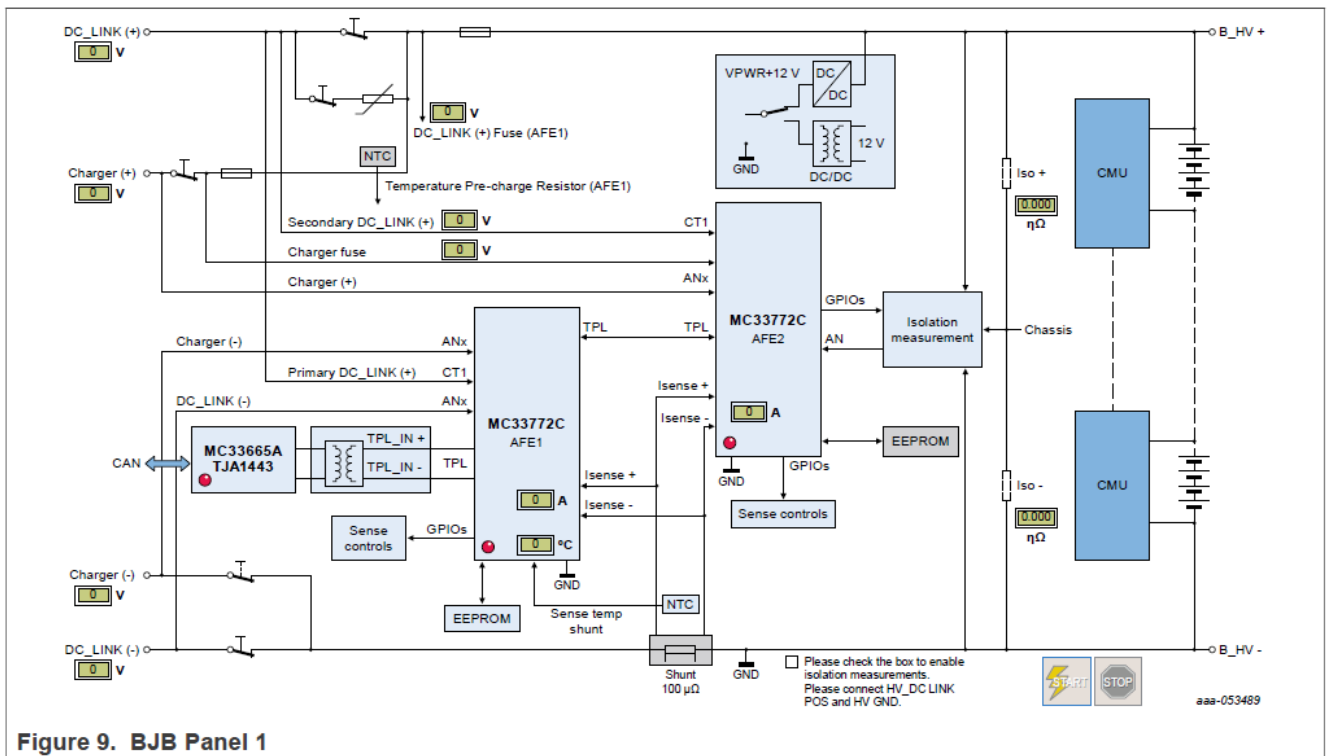 DC_LINK (+)
0 V
B_HV +
VPWR+12 V
DC
DC
12 V
GND
DC/DC
0 V
DC_LINK (+) Fuse (AFE1)
NTC
Temperature Pre-charge Resistor (AFE1)
Charger (+)
0 V
Secondary DC_LINK (+)
0 V
CT1
Charger fuse
0 V
Charger (+)
ANx
Iso +
0.000
ηΩ
CMU
MC33772C
AFE2
TPL
TPL
GPIOs
AN
Isolation
measurement
Chassis
Charger (-)
ANx
Primary DC_LINK (+)
CT1
DC_LINK (-)
ANx
MC33772C
AFE1
Isense +
Isense -
0 A
EEPROM
GND
GPIOs
Sense controls
CAN
MC33665A
TJA1443
TPL_IN +
TPL_IN -
TPL
Isense +
Isense -
0 A
0 ºC
Sense
controls
GPIOs
GND
EEPROM
Sense temp
shunt
NTC
Iso -
0.000
ηΩ
CMU
Charger (-)
0 V
DC_LINK (-)
0 V
Shunt
100 µΩ
GND
Please check the box to enable
isolation measurements.
Please connect HV_DC LINK
POS and HV GND.
START
STOP
B_HV -
aaa-053489
Figure 9. BJB Panel 1